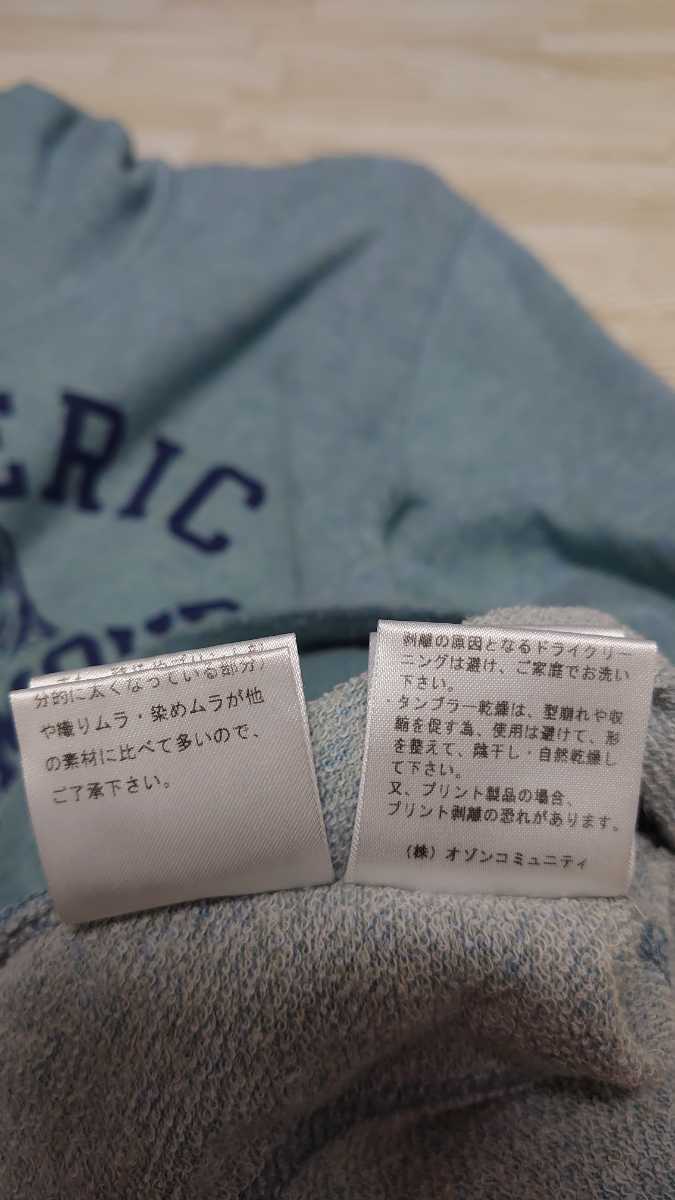 ERIC
分的に太くなっている部分）
や織りムラ・染めムラが他
の素材に比べて多いので、
ご了承下さい。
剥離の原因となるドライクリー
ニングは避け、ご家庭でお洗い
下さい。
・タンブラー乾燥は、型崩れや収
縮を促す為、使用は避けて、形
を整えて、陰干し・自然乾燥し
て下さい。
又、プリント製品の場合、
プリント剥離の恐れがあります。
（株）オゾンコミュニティ